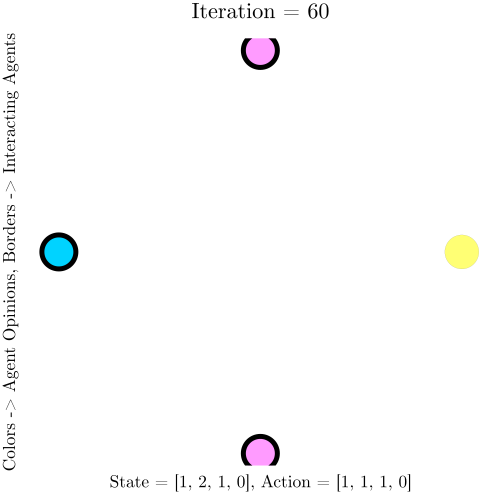 Iteration = 60
Colors -> Agent Opinions, Borders -> Interacting Agents
State = [1, 2, 1, 0], Action = [1, 1, 1, 0]